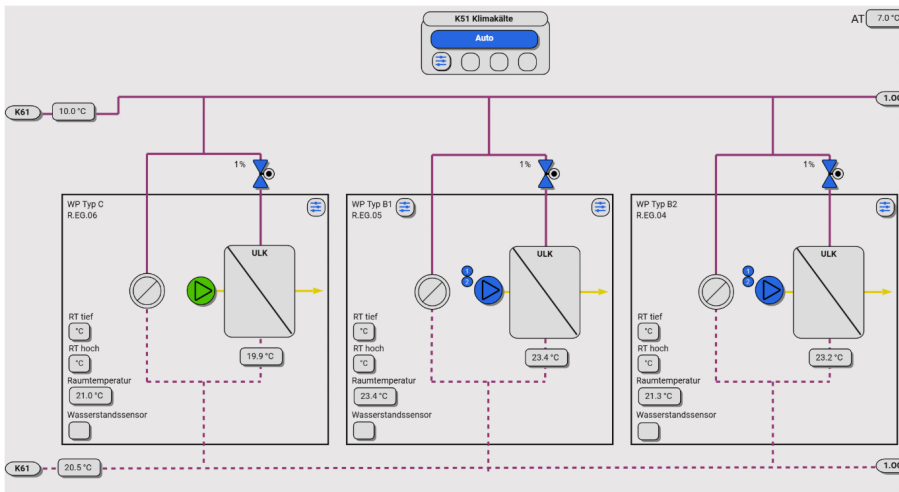 K51 Klimakälte
Auto
AT 7.0 °C
K61 10.0 °C
1.0
1% 1% 1%
WP Typ C
R.EG.06
ULK
RT tief
°C
RT hoch
°C
Raumtemperatur
21.0 °C
Wasserstandssensor
19.9 °C
WP Typ B1
R.EG.05
1
2
ULK
RT tief
°C
RT hoch
°C
Raumtemperatur
23.4 °C
Wasserstandssensor
23.4 °C
WP Typ B2
R.EG.04
1
2
ULK
RT tief
°C
RT hoch
°C
Raumtemperatur
21.3 °C
Wasserstandssensor
23.2 °C
K61 20.5 °C
1.0